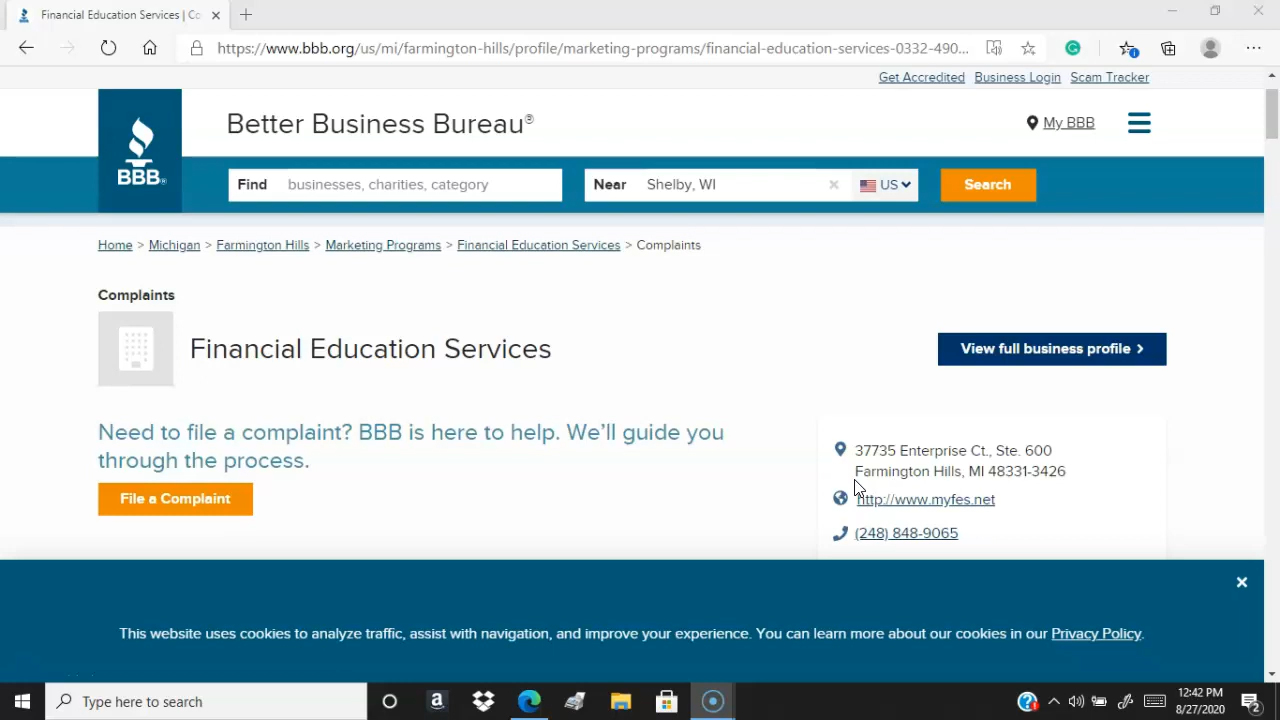 Financial Education Services | Co
https://www.bbb.org/us/mi/farmington-hills/profile/marketing-programs/financial-education-services-0332-490...
Get Accredited Business Login Scam Tracker
Better Business Bureau®
My BBB
BBB®
Find businesses, charities, category
Near Shelby, WI
US
Search
Home > Michigan > Farmington Hills > Marketing Programs > Financial Education Services > Complaints
Complaints
Financial Education Services
View full business profile >
Need to file a complaint? BBB is here to help. We'll guide you
through the process.
File a Complaint
37735 Enterprise Ct., Ste. 600
Farmington Hills, MI 48331-3426
http://www.myfes.net
(248) 848-9065
This website uses cookies to analyze traffic, assist with navigation, and improve your experience. You can learn more about our cookies in our Privacy Policy.
Type here to search
12:42 PM
8/27/2020
2